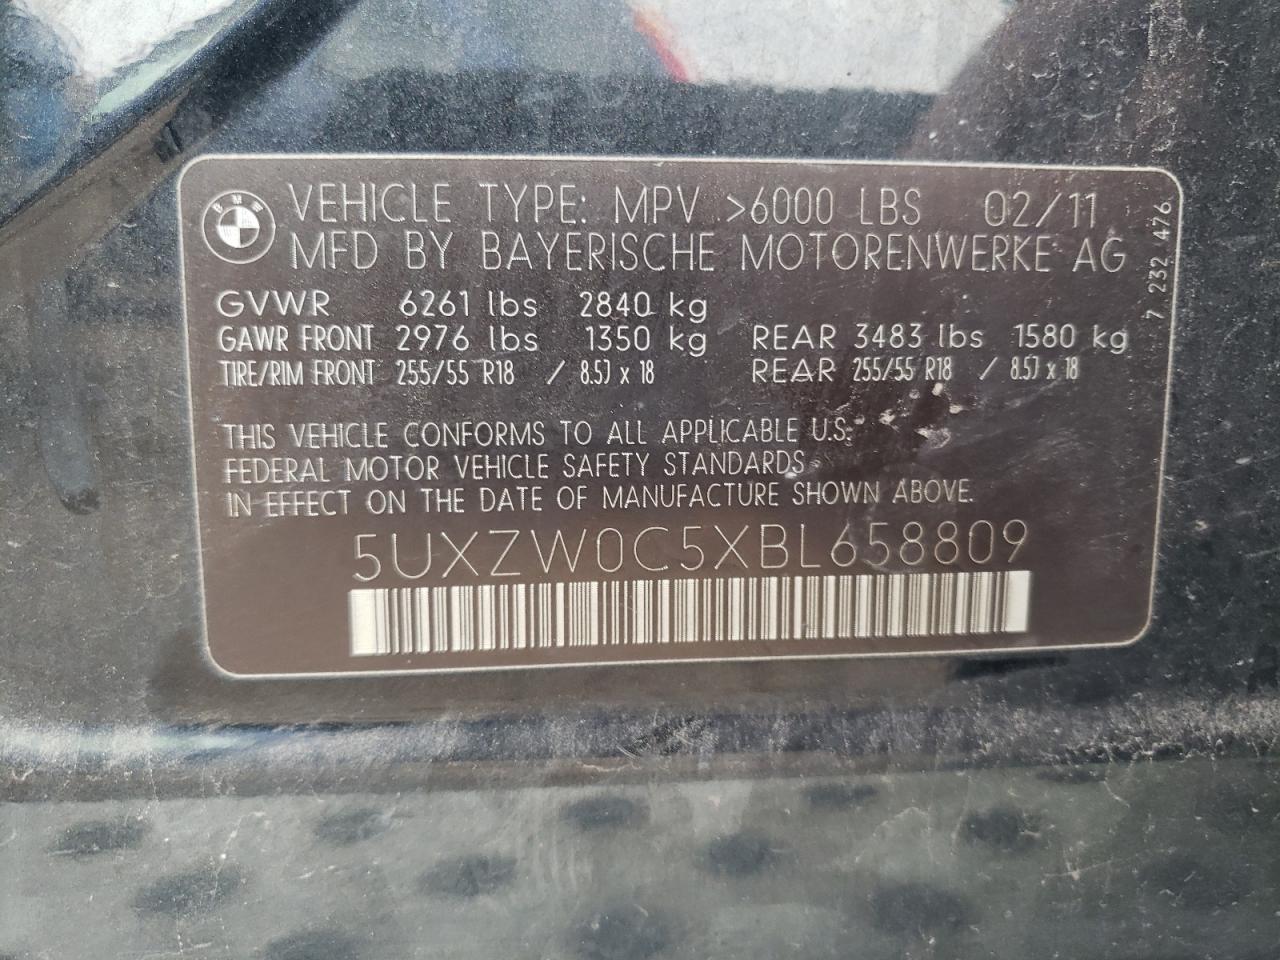 BMW
VEHICLE TYPE: MPV >6000 LBS 02/11
MFD BY BAYERISCHE MOTORENWERKE AG
GVWR 6261 lbs 2840 kg
GAWR FRONT 2976 lbs 1350 kg REAR 3483 lbs 1580 kg
TIRE/RIM FRONT 255/55 R18 / 8.5J x 18 REAR 255/55 R18 / 8.5J x 18
THIS VEHICLE CONFORMS TO ALL APPLICABLE U.S.
FEDERAL MOTOR VEHICLE SAFETY STANDARDS
IN EFFECT ON THE DATE OF MANUFACTURE SHOWN ABOVE.
5UXZW0C5XBL658809
7 232 476